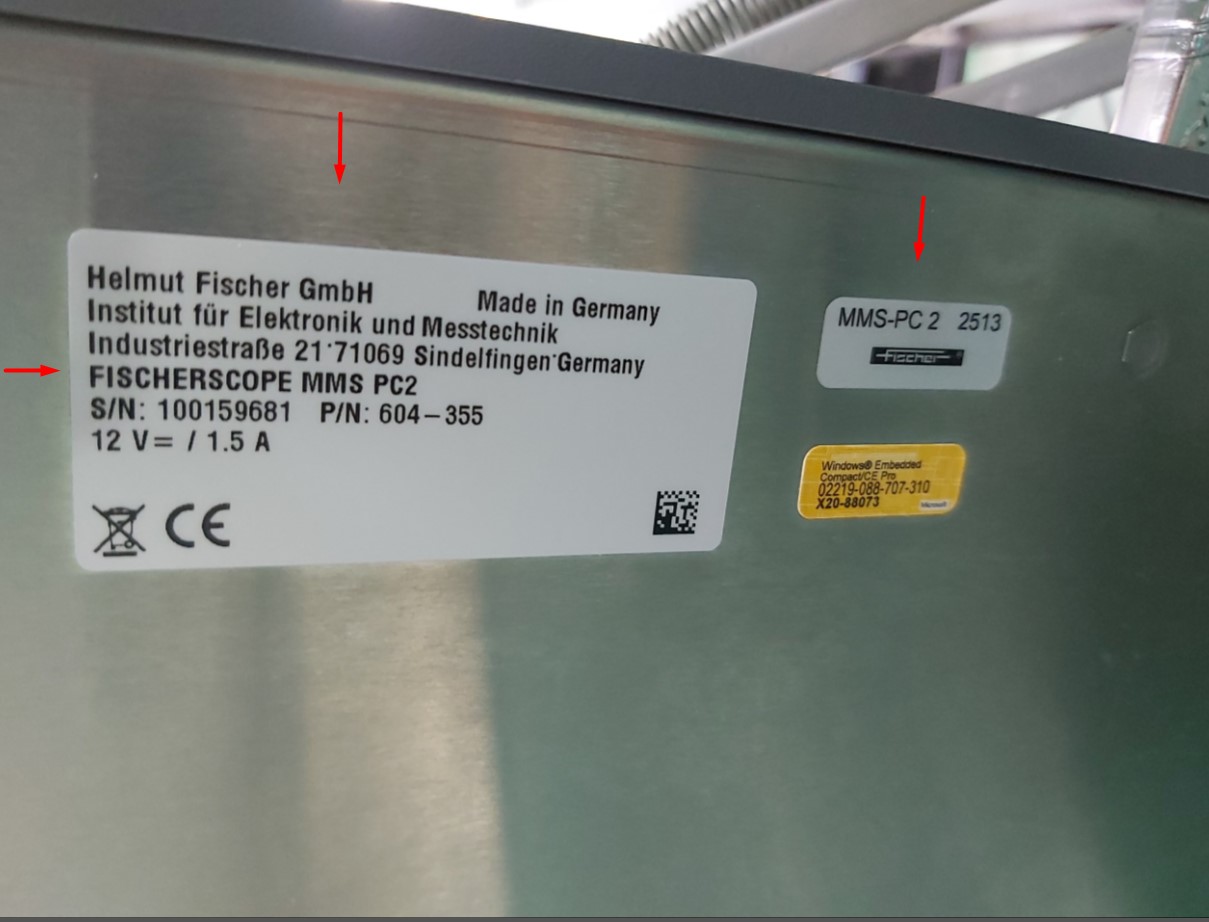 Helmut Fischer GmbH Made in Germany
Institut für Elektronik und Messtechnik
Industriestraße 21·71069 Sindelfingen·Germany
FISCHERSCOPE MMS PC2
S/N: 100159681 P/N: 604-355
12 V= / 1.5 A
CE
MMS-PC 2 2513
Fischer
Windows® Embedded
Compact/CE Pro
02219-088-707-310
X20-88073
Microsoft